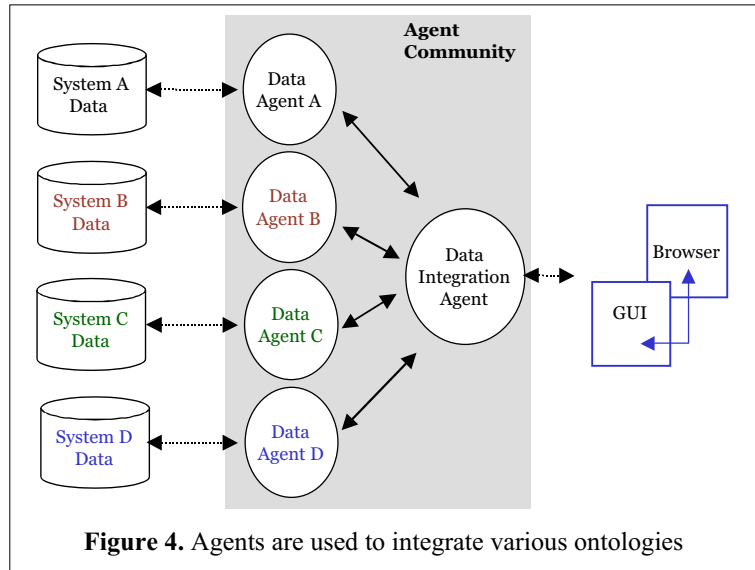 Agent
Community
System A
Data
Data
Agent A
System B
Data
Data
Agent B
Data
Integration
Agent
Browser
GUI
System C
Data
Data
Agent C
System D
Data
Data
Agent D
Figure 4. Agents are used to integrate various ontologies